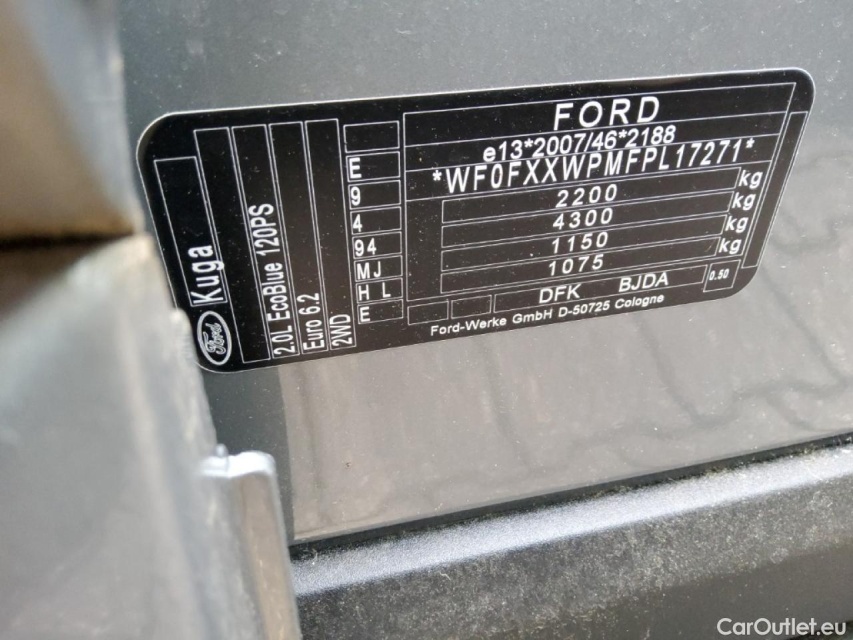 FORD
e13*2007/46*2188
*WF0FXXWPMFPL17271*
2200 kg
4300 kg
1150 kg
1075 kg
DFK BJDA 0.50
Ford-Werke GmbH D-50725 Cologne
E
9
4
94
MJ
H L
E
Kuga
2.0L EcoBlue 120PS
Euro 6.2
2WD
Ford
CarOutlet.eu